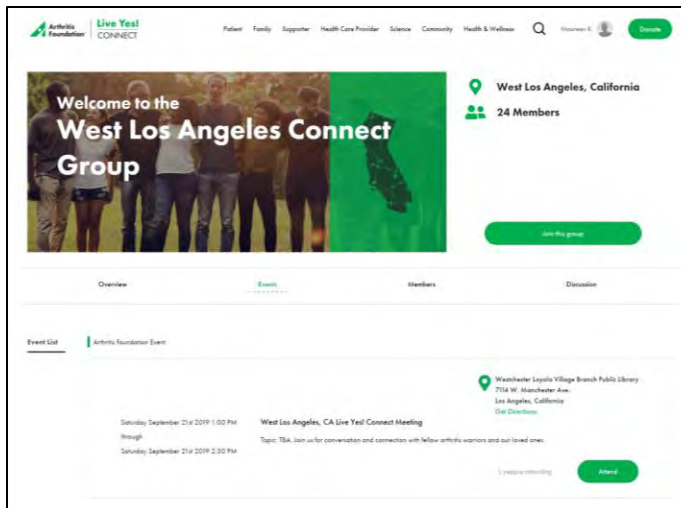 Arthritis Foundation
Live Yes! CONNECT
Patient Family Supporter Health Care Provider Science Community Health & Wellness
Maureen K.
Donate
Welcome to the
West Los Angeles Connect
Group
West Los Angeles, California
24 Members
Join this group
Overview Events Members Discussion
Event List
Arthritis Foundation Event
Westchester Loyola Village Branch Public Library
7114 W. Manchester Ave.
Los Angeles, California
Get Directions
Saturday September 21st 2019 1:00 PM
through
Saturday September 21st 2019 2:30 PM
West Los Angeles, CA Live Yes! Connect Meeting
Topic: TBA. Join us for conversation and connection with fellow arthritis warriors and our loved ones.
people attending
Attend